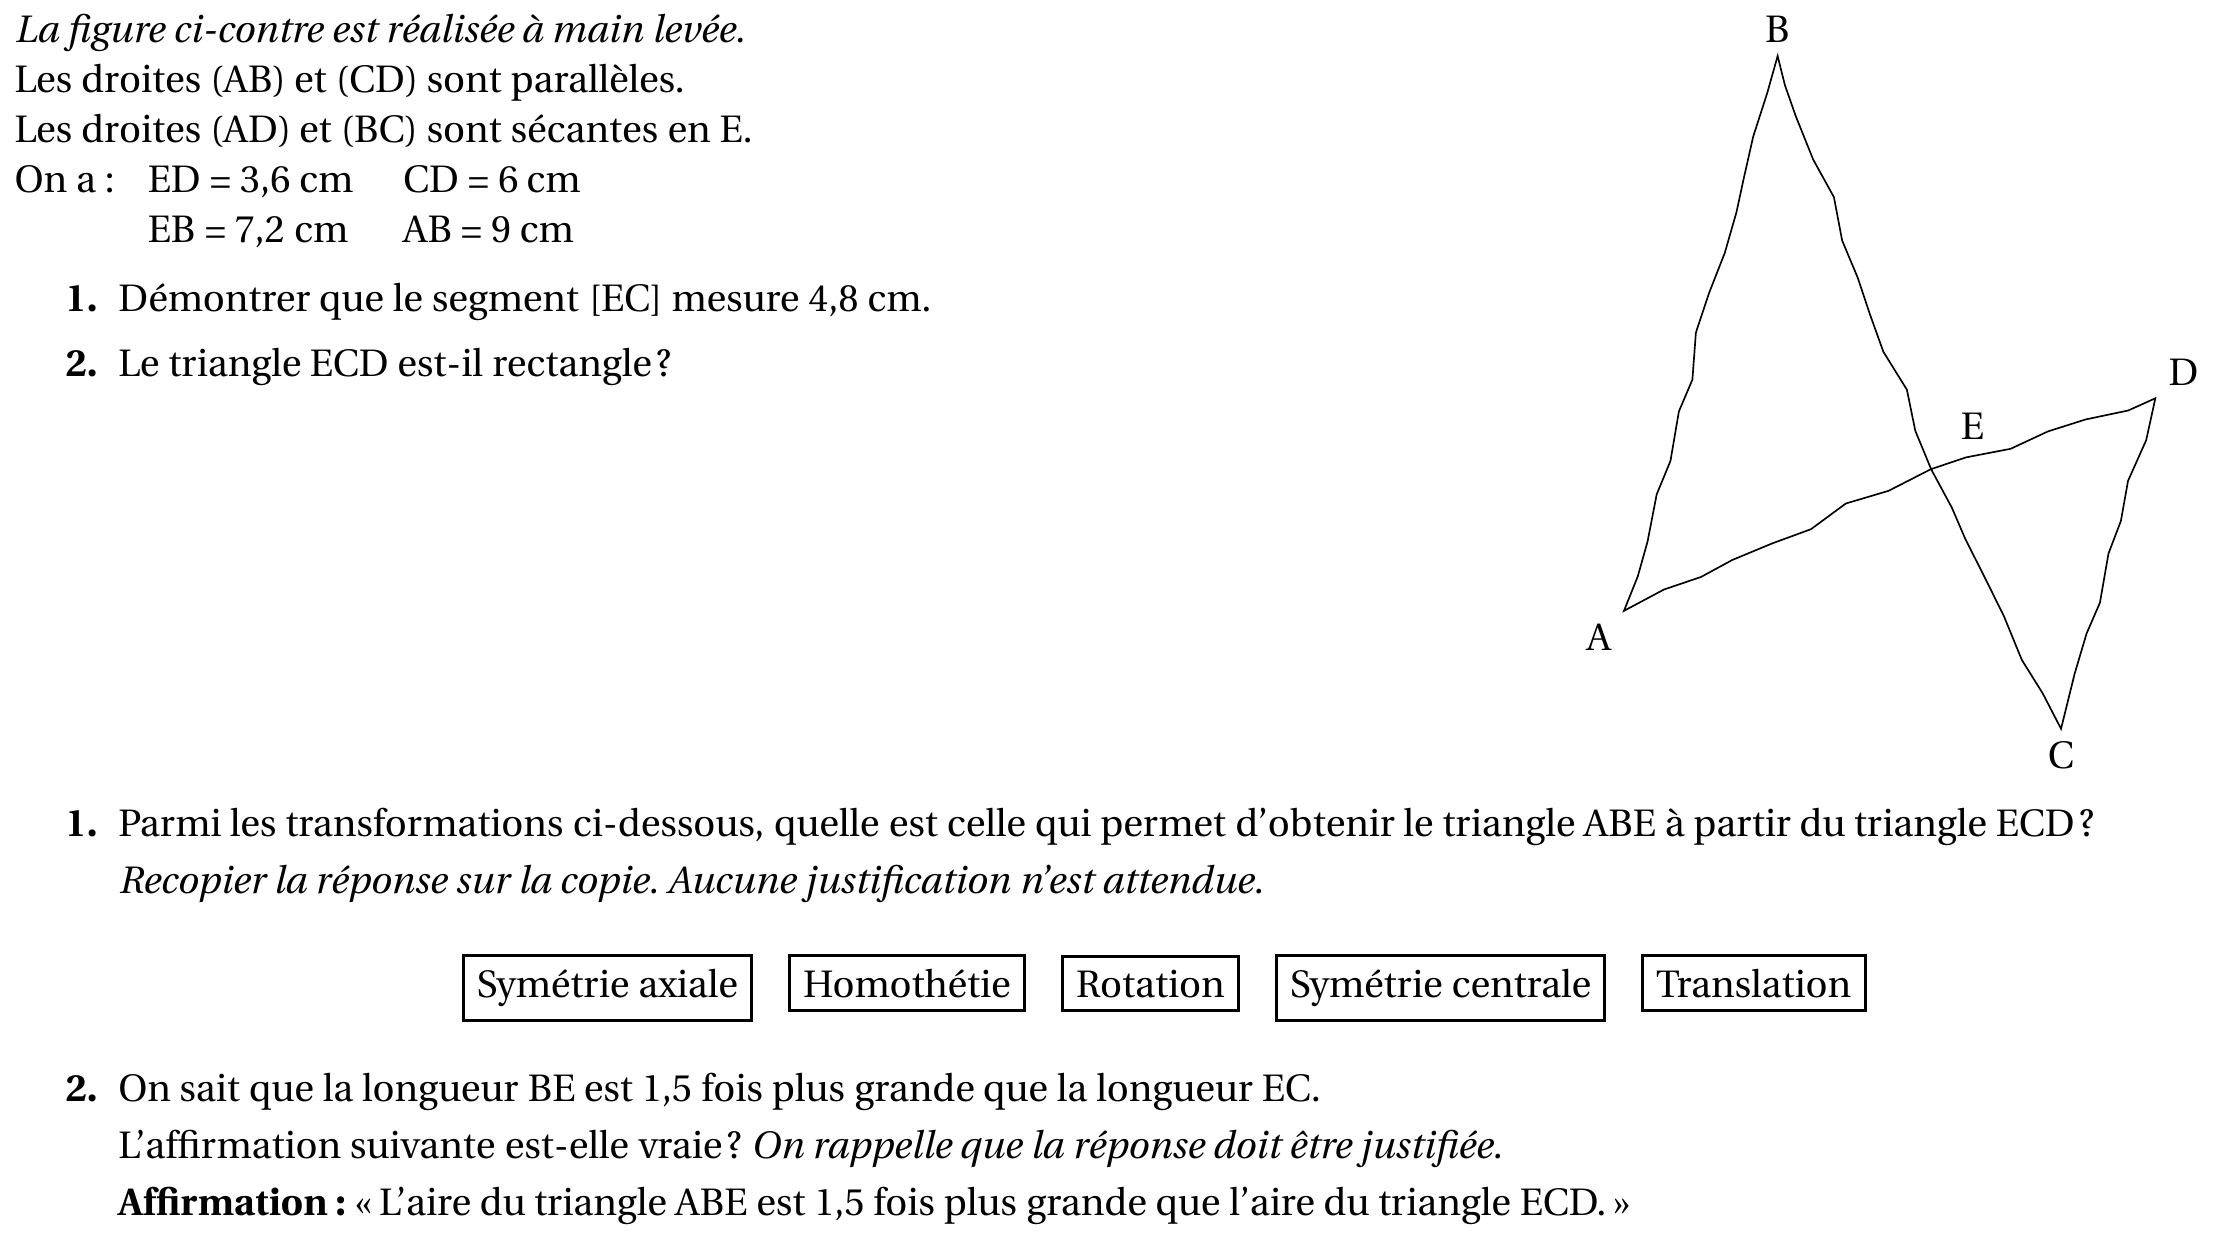 La figure ci-contre est réalisée à main levée.
Les droites (AB) et (CD) sont parallèles.
Les droites (AD) et (BC) sont sécantes en E.
On a : ED = 3,6 cm CD = 6 cm
EB = 7,2 cm AB = 9 cm
1. Démontrer que le segment [EC] mesure 4,8 cm.
2. Le triangle ECD est-il rectangle ?
B
D
E
A
C
1. Parmi les transformations ci-dessous, quelle est celle qui permet d'obtenir le triangle ABE à partir du triangle ECD ?
Recopier la réponse sur la copie. Aucune justification n'est attendue.
Symétrie axiale Homothétie Rotation Symétrie centrale Translation
2. On sait que la longueur BE est 1,5 fois plus grande que la longueur EC.
L'affirmation suivante est-elle vraie ? On rappelle que la réponse doit être justifiée.
Affirmation : « L'aire du triangle ABE est 1,5 fois plus grande que l'aire du triangle ECD. »